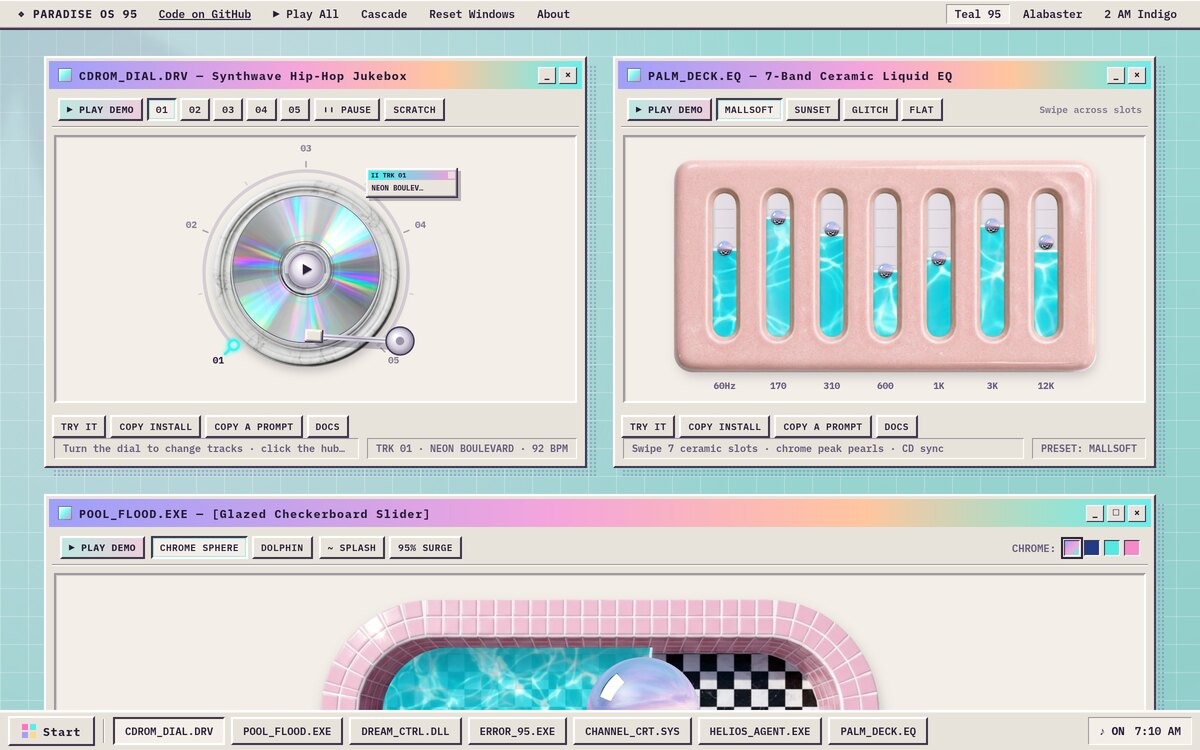 ❖ PARADISE OS 95 Code on GitHub ▶ Play All Cascade Reset Windows About Teal 95 Alabaster 2 AM Indigo
CDROM_DIAL.DRV — Synthwave Hip-Hop Jukebox _ ×
▶ PLAY DEMO 01 02 03 04 05 ❙❙ PAUSE SCRATCH
03
II TRK 01
NEON BOULEV…
02
04
01
05
TRY IT COPY INSTALL COPY A PROMPT DOCS
Turn the dial to change tracks · click the hub… TRK 01 · NEON BOULEVARD · 92 BPM
PALM_DECK.EQ — 7-Band Ceramic Liquid EQ _ ×
▶ PLAY DEMO MALLSOFT SUNSET GLITCH FLAT Swipe across slots
60Hz 170 310 600 1K 3K 12K
TRY IT COPY INSTALL COPY A PROMPT DOCS
Swipe 7 ceramic slots · chrome peak pearls · CD sync PRESET: MALLSOFT
POOL_FLOOD.EXE — [Glazed Checkerboard Slider] _ □ ×
▶ PLAY DEMO CHROME SPHERE DOLPHIN ~ SPLASH 95% SURGE CHROME:
Start CDROM_DIAL.DRV POOL_FLOOD.EXE DREAM_CTRL.DLL ERROR_95.EXE CHANNEL_CRT.SYS HELIOS_AGENT.EXE PALM_DECK.EQ ♪ ON 7:10 AM